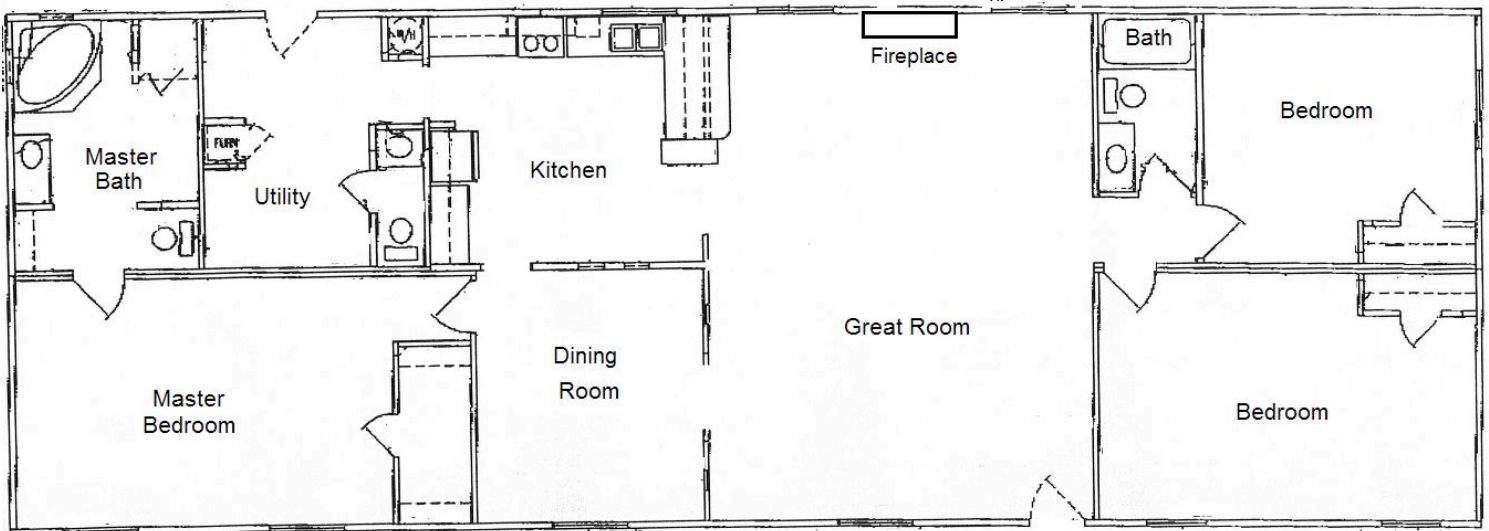 W/H
Bath
Fireplace
Bedroom
FURN
Master
Bath
Kitchen
Utility
Great Room
Dining
Room
Master
Bedroom
Bedroom